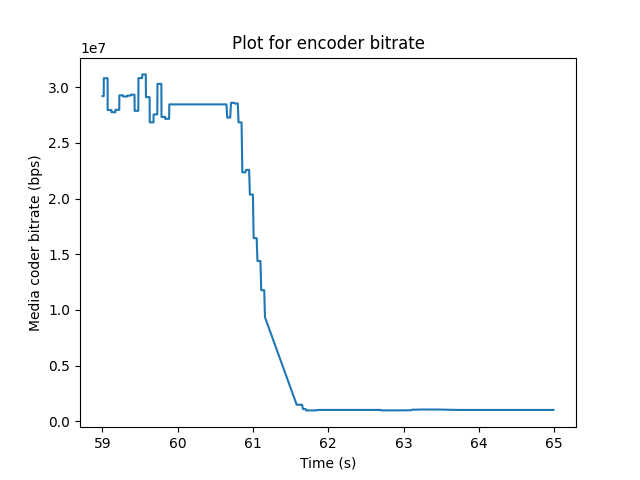 Plot for encoder bitrate
1e7
3.0
2.5
2.0
1.5
1.0
0.5
0.0
Media coder bitrate (bps)
59 60 61 62 63 64 65
Time (s)